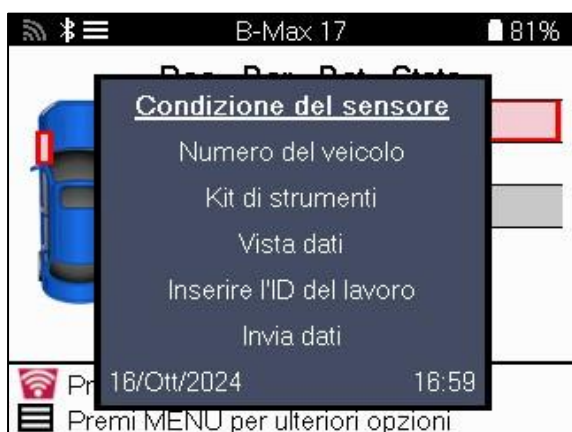 B-Max 17 81%
Condizione del sensore
Numero del veicolo
Kit di strumenti
Vista dati
Inserire l'ID del lavoro
Invia dati
16/Ott/2024 16:59
Pr
Premi MENU per ulteriori opzioni